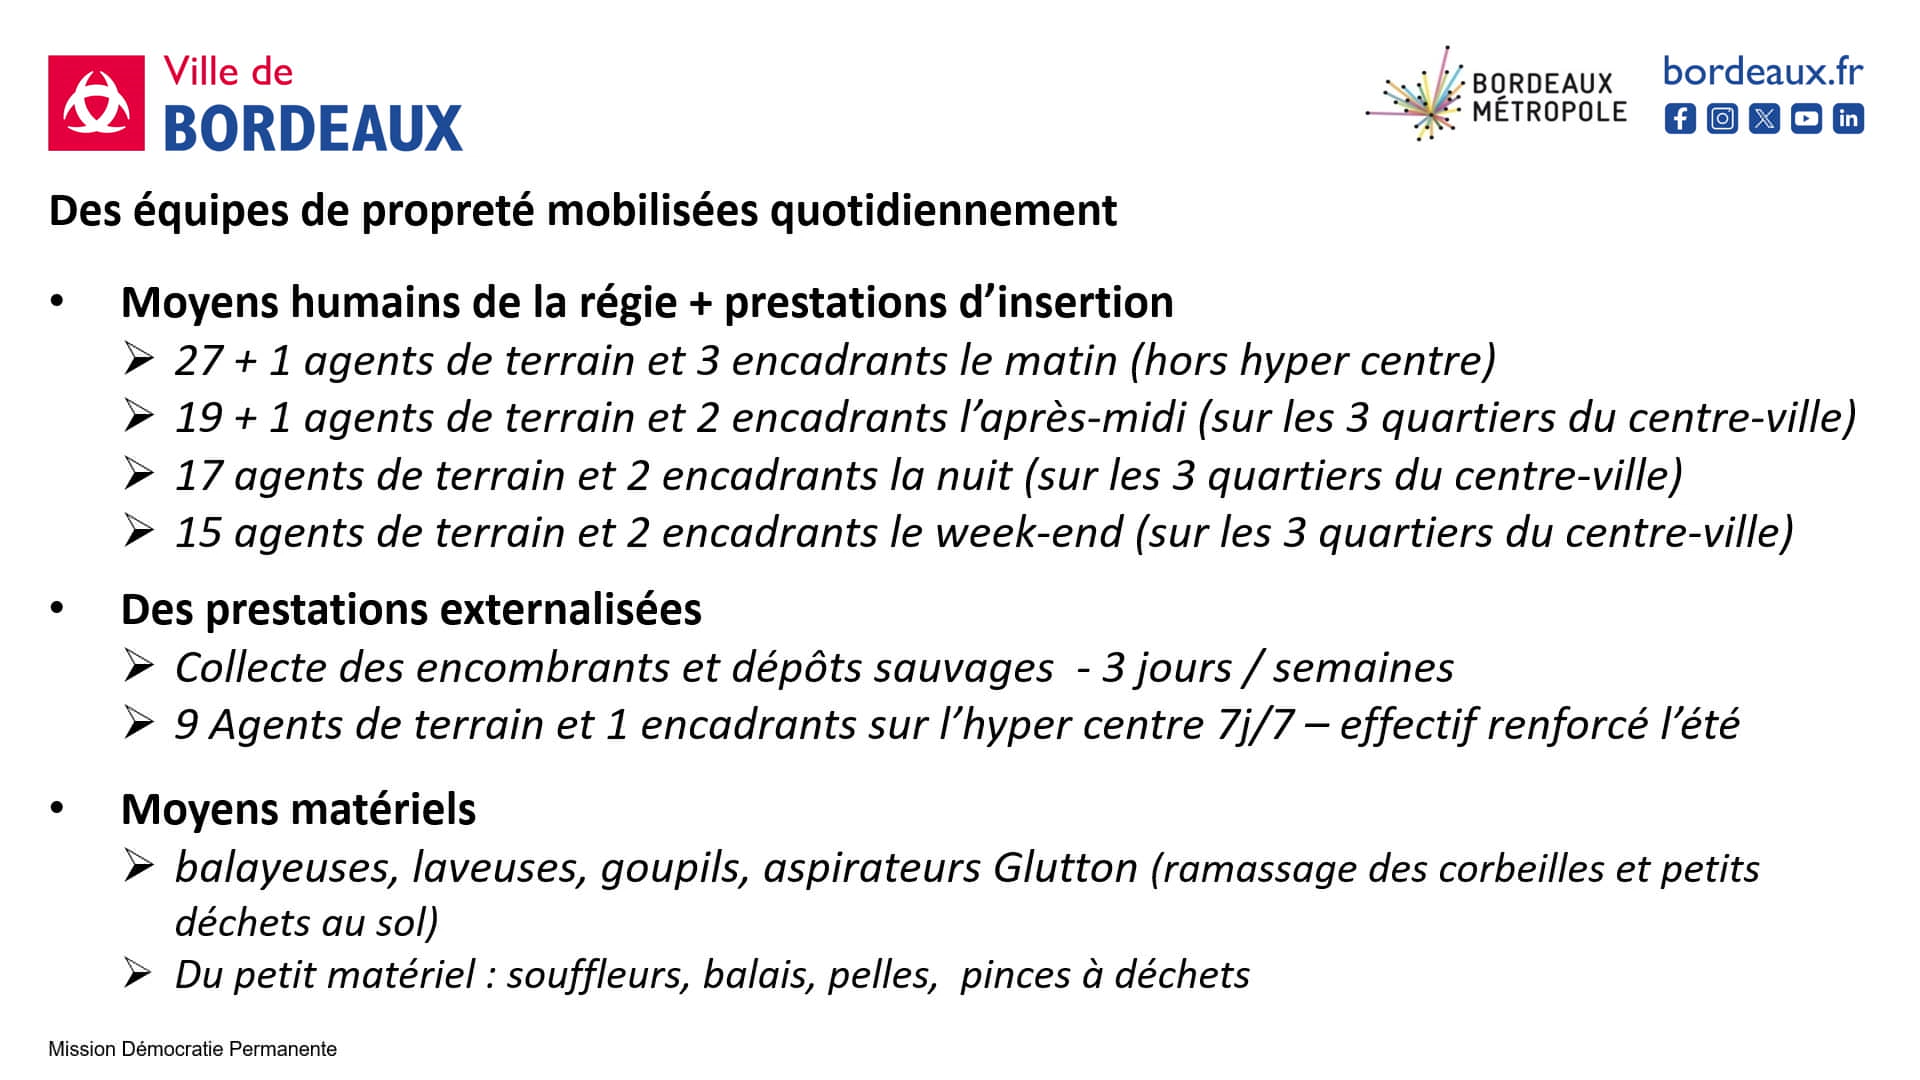 Ville de
BORDEAUX
BORDEAUX
MÉTROPOLE
bordeaux.fr
Des équipes de propreté mobilisées quotidiennement
• Moyens humains de la régie + prestations d’insertion
➢ 27 + 1 agents de terrain et 3 encadrants le matin (hors hyper centre)
➢ 19 + 1 agents de terrain et 2 encadrants l’après-midi (sur les 3 quartiers du centre-ville)
➢ 17 agents de terrain et 2 encadrants la nuit (sur les 3 quartiers du centre-ville)
➢ 15 agents de terrain et 2 encadrants le week-end (sur les 3 quartiers du centre-ville)
• Des prestations externalisées
➢ Collecte des encombrants et dépôts sauvages - 3 jours / semaines
➢ 9 Agents de terrain et 1 encadrants sur l’hyper centre 7j/7 – effectif renforcé l’été
• Moyens matériels
➢ balayeuses, laveuses, goupils, aspirateurs Glutton (ramassage des corbeilles et petits
déchets au sol)
➢ Du petit matériel : souffleurs, balais, pelles, pinces à déchets
Mission Démocratie Permanente